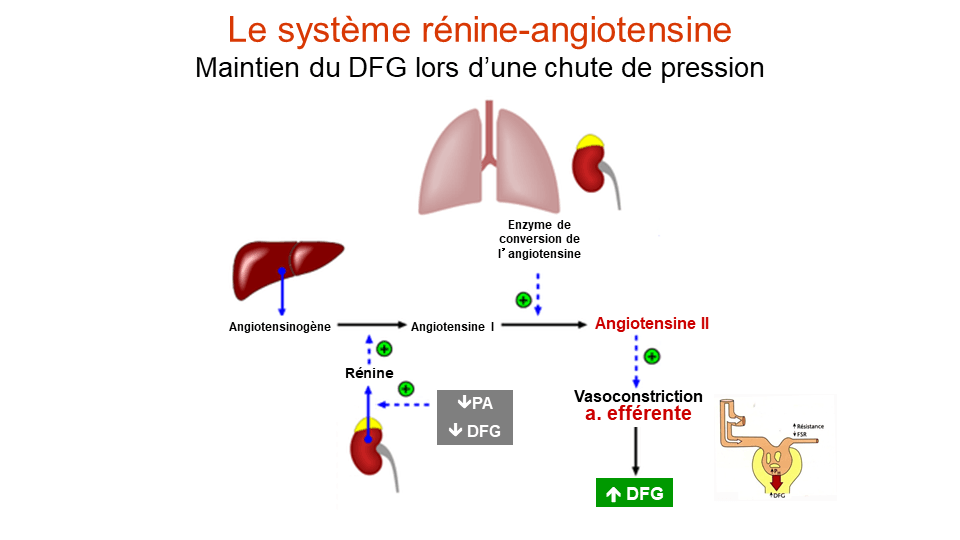 Le système rénine-angiotensine
Maintien du DFG lors d’une chute de pression
Enzyme de
conversion de
l’angiotensine
Angiotensinogène
Angiotensine I
Angiotensine II
Rénine
↓PA
↓ DFG
Vasoconstriction
a. efférente
↑ DFG
↑ Résistance
↓ FSR
↑DFG